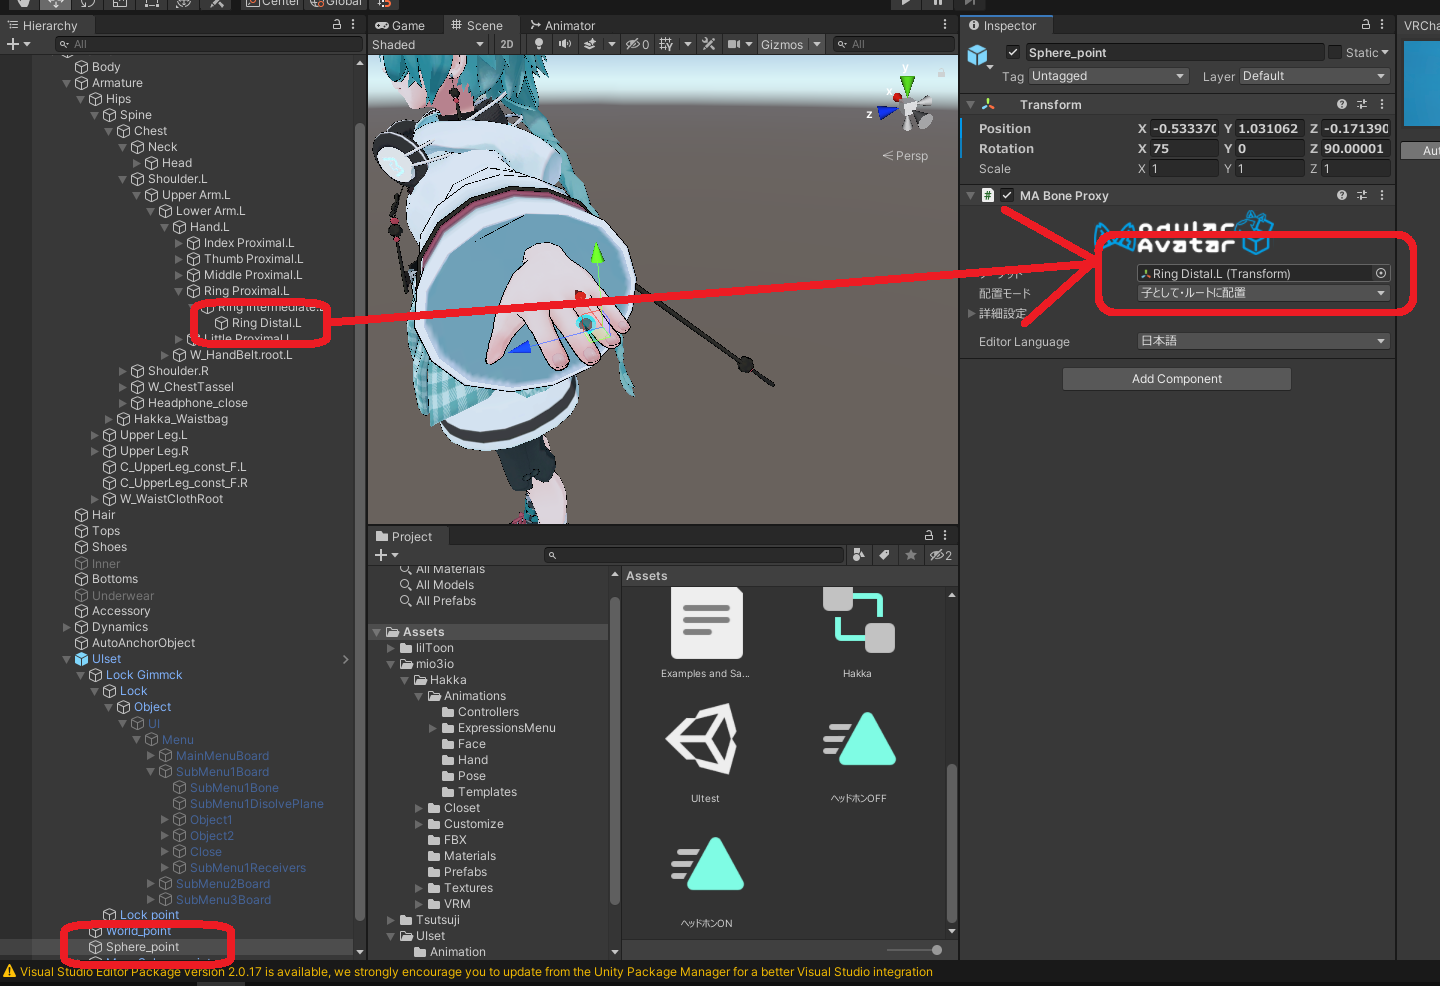 Center
Global
Hierarchy
All
Body
Armature
Hips
Spine
Chest
Neck
Head
Shoulder.L
Upper Arm.L
Lower Arm.L
Hand.L
Index Proximal.L
Thumb Proximal.L
Middle Proximal.L
Ring Proximal.L
Ring Intermediate.L
Ring Distal.L
Little Proximal.L
W_HandBelt.root.L
Shoulder.R
W_ChestTassel
Headphone_close
Hakka_Waistbag
Upper Leg.L
Upper Leg.R
C_UpperLeg_const_F.L
C_UpperLeg_const_F.R
W_WaistClothRoot
Hair
Tops
Shoes
Inner
Bottoms
Underwear
Accessory
Dynamics
AutoAnchorObject
UIset
Lock Gimmck
Lock
Object
UI
Menu
MainMenuBoard
SubMenu1Board
SubMenu1Bone
SubMenu1DisolvePlane
Object1
Object2
Close
SubMenu1Receivers
SubMenu2Board
SubMenu3Board
Lock point
World_point
Sphere_point
Game
Scene
Animator
Shaded
2D
0
Gizmos
All
y
x
z
Persp
Project
2
All Materials
All Models
All Prefabs
Assets
lilToon
mio3io
Hakka
Animations
Controllers
ExpressionsMenu
Face
Hand
Pose
Templates
Closet
Customize
FBX
Materials
Prefabs
Textures
VRM
Tsutsuji
UIset
Animation
Assets
Examples and Sa...
Hakka
UItest
ヘッドホンOFF
ヘッドホンON
Inspector
Sphere_point
Static
Tag Untagged
Layer Default
Transform
Position X -0.533370 Y 1.031062 Z -0.171390
Rotation X 75 Y 0 Z 90.00001
Scale X 1 Y 1 Z 1
# MA Bone Proxy
Avatar
Ring Distal.L (Transform)
配置モード 子として・ルートに配置
詳細設定
Editor Language 日本語
Add Component
VRCha
Aut
Visual Studio Editor Package version 2.0.17 is available, we strongly encourage you to update from the Unity Package Manager for a better Visual Studio integration